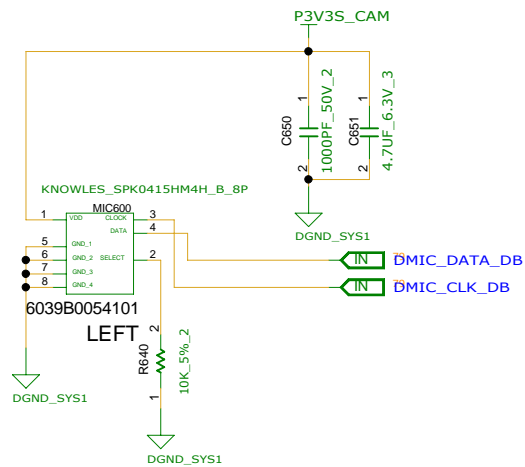 P3V3S_CAM
1
1
C650
1000PF_50V_2
C651
4.7UF_6.3V_3
2
2
DGND_SYS1
KNOWLES_SPK0415HM4H_B_8P
MIC600
1
VDD
CLOCK
3
DATA
4
5
GND_1
6
GND_2
SELECT
2
7
GND_3
8
GND_4
IN
DMIC_DATA_DB
IN
DMIC_CLK_DB
6039B0054101
LEFT
2
R640
10K_5%_2
1
DGND_SYS1
DGND_SYS1